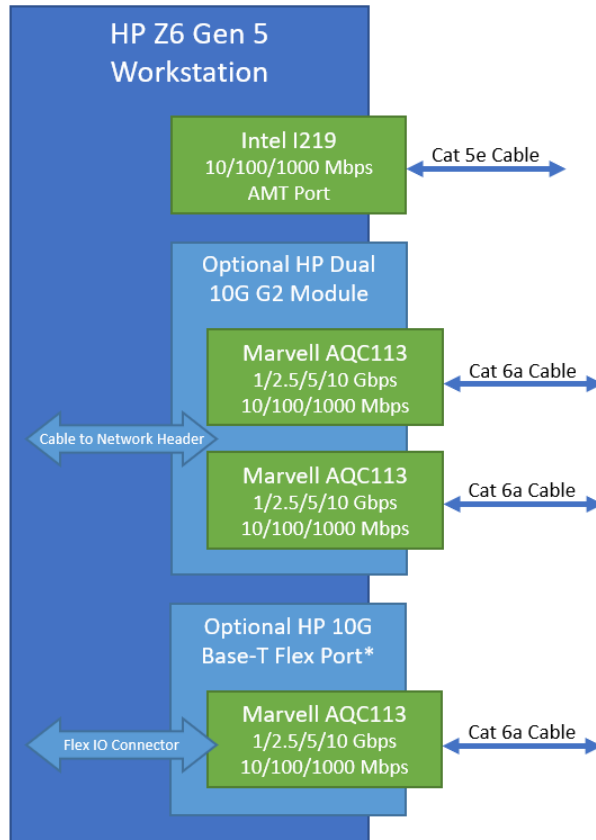 HP Z6 Gen 5
Workstation
Intel I219
10/100/1000 Mbps
AMT Port
Cat 5e Cable
Optional HP Dual
10G G2 Module
Marvell AQC113
1/2.5/5/10 Gbps
10/100/1000 Mbps
Cat 6a Cable
Cable to Network Header
Marvell AQC113
1/2.5/5/10 Gbps
10/100/1000 Mbps
Cat 6a Cable
Optional HP 10G
Base-T Flex Port*
Marvell AQC113
1/2.5/5/10 Gbps
10/100/1000 Mbps
Flex IO Connector
Cat 6a Cable